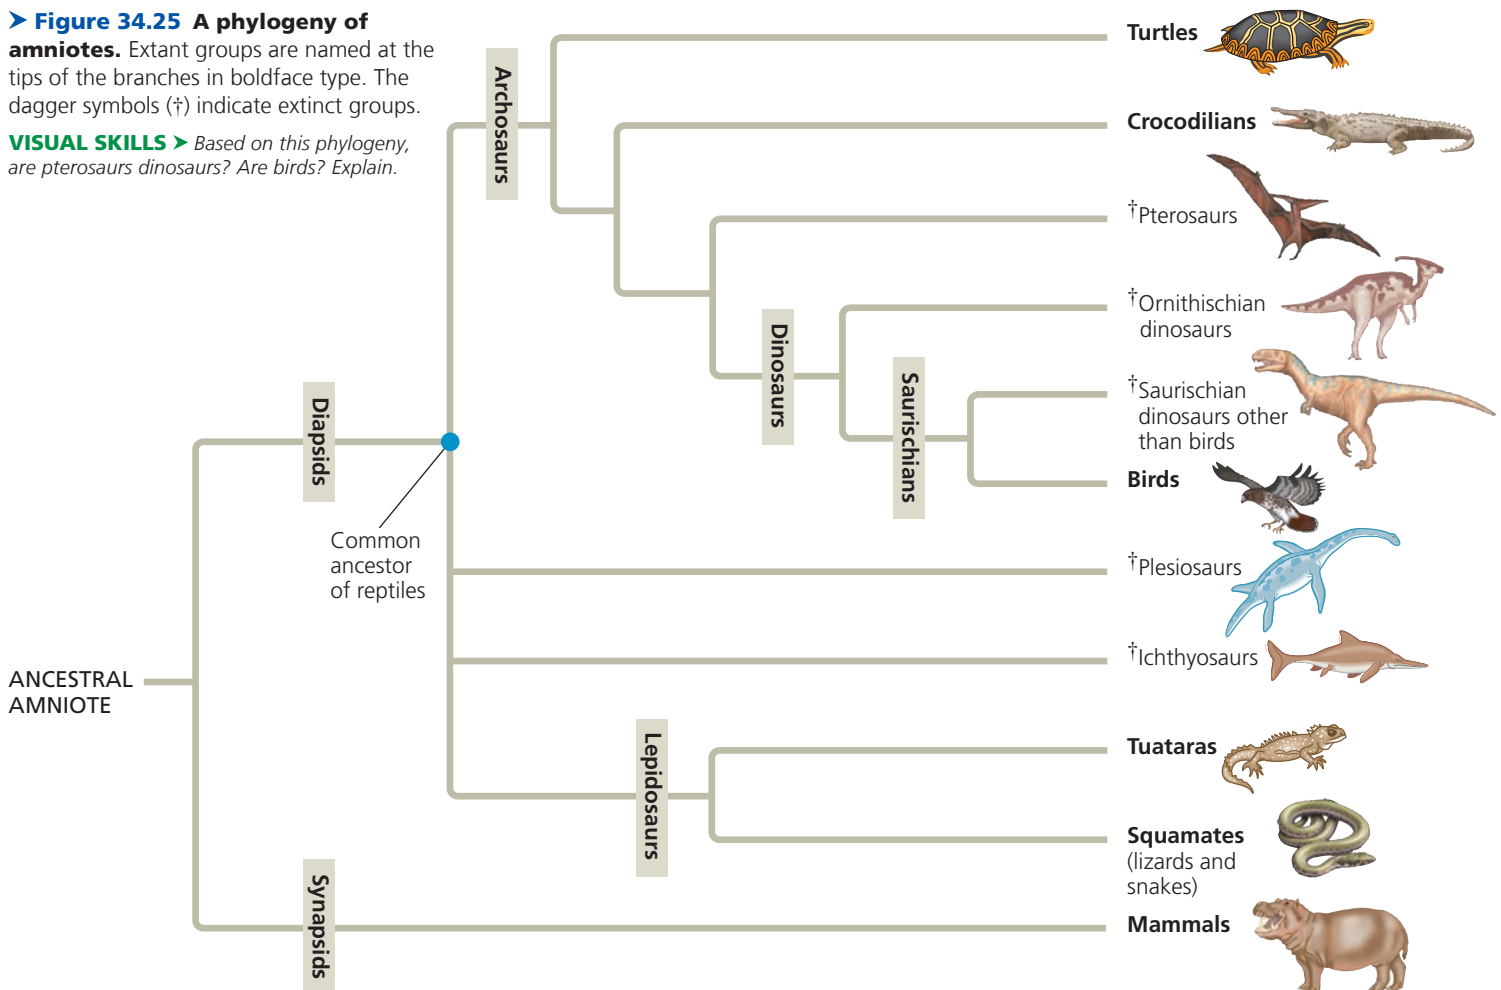 ➤ Figure 34.25 A phylogeny of
amniotes. Extant groups are named at the
tips of the branches in boldface type. The
dagger symbols (†) indicate extinct groups.
VISUAL SKILLS ➤ Based on this phylogeny,
are pterosaurs dinosaurs? Are birds? Explain.
Archosaurs
Turtles
Crocodilians
†Pterosaurs
Dinosaurs
†Ornithischian
dinosaurs
Saurischians
†Saurischian
dinosaurs other
than birds
Birds
Diapsids
Common
ancestor
of reptiles
†Plesiosaurs
†Ichthyosaurs
ANCESTRAL
AMNIOTE
Lepidosaurs
Tuataras
Squamates
(lizards and
snakes)
Synapsids
Mammals